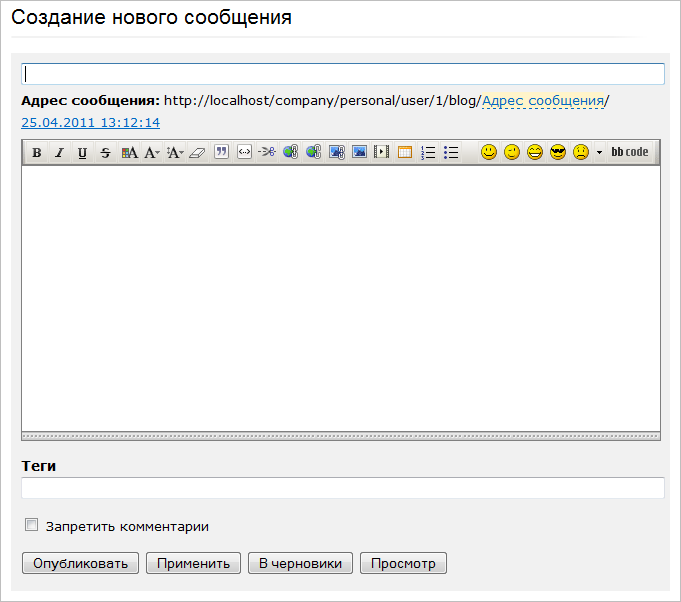 Создание нового сообщения
Адрес сообщения: http://localhost/company/personal/user/1/blog/Адрес сообщения/
25.04.2011 13:12:14
B I U S A A A bb code
Теги
Запретить комментарии
Опубликовать Применить В черновики Просмотр